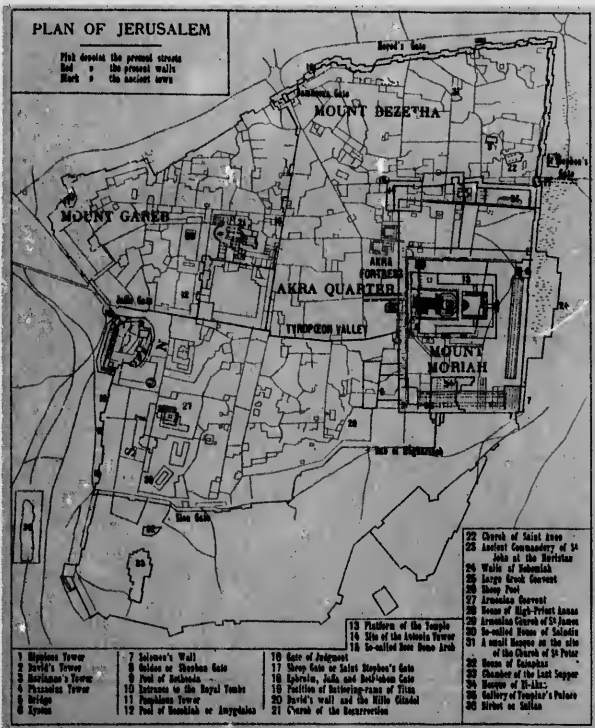 PLAN OF JERUSALEM
Pink denotes the present streets
Red " the present walls
Black " the ancient town
Herod's Gate
Damascus Gate
MOUNT BEZETHA
Stephen's
Gate
MOUNT GAREB
AKRA
FORTRESS
AKRA QUARTER
Jaffa Gate
TYROPŒON VALLEY
MOUNT
MORIAH
Sion Gate
13 Platform of the Temple
14 Site of the Antonia Tower
15 So-called Ecce Homo Arch
1 Hippicus Tower
2 David's Tower
3 Mariamne's Tower
4 Phasaelus Tower
5 Bridge
6 Xystus
7 Solomon's Wall
8 Golden or Shushan Gate
9 Pool of Bethesda
10 Entrance to the Royal Tombs
11 Psephinus Tower
12 Pool of Hezekiah or Amygdalon
16 Gate of Judgment
17 Sheep Gate or Saint Stephen's Gate
18 Ephraim, Jaffa and Bethlehem Gate
19 Position of Battering-rams of Titus
20 David's wall and the Millo Citadel
21 Church of the Resurrection
22 Church of Saint Anne
23 Ancient Commandery of St
John at the Moristan
24 Walls of Nehemiah
25 Large Greek Convent
26 Sheep Pool
27 Armenian Convent
28 House of High-Priest Annas
29 Armenian Church of St James
30 So-called House of Saladin
31 A small Mosque on the site
of the Church of St Peter
32 House of Caiaphas
33 Chamber of the Last Supper
34 Mosque of El-Aksa
35 Gallery of Templar's Palace
36 Birket es Sultan